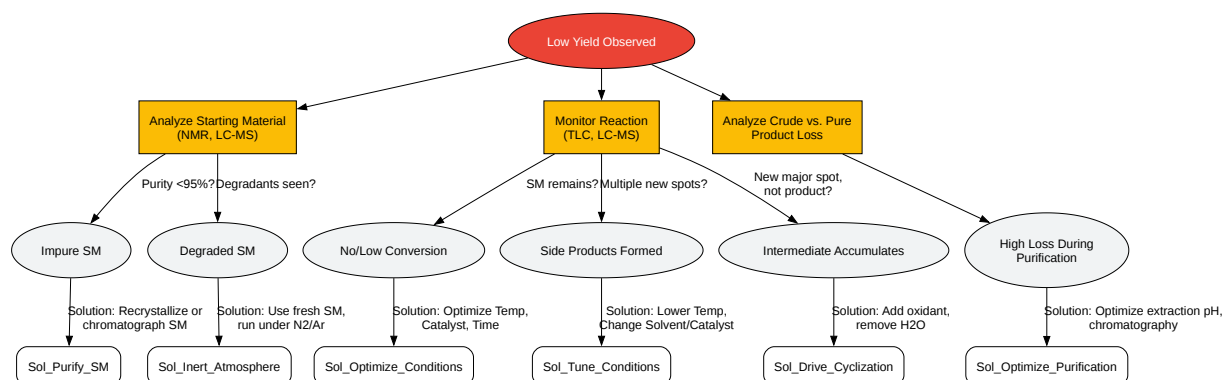 Low Yield Observed
Analyze Starting Material
(NMR, LC-MS)
Monitor Reaction
(TLC, LC-MS)
Analyze Crude vs. Pure
Product Loss
Purity <95%?
Degradants seen?
SM remains?
Multiple new spots?
New major spot,
not product?
Impure SM
Degraded SM
No/Low Conversion
Side Products Formed
Intermediate Accumulates
High Loss During
Purification
Solution: Recrystallize or
chromatograph SM
Solution: Use fresh SM,
run under N2/Ar
Solution: Optimize Temp,
Catalyst, Time
Solution: Lower Temp,
Change Solvent/Catalyst
Solution: Add oxidant,
remove H2O
Solution: Optimize extraction pH,
chromatography
Sol_Purify_SM
Sol_Inert_Atmosphere
Sol_Optimize_Conditions
Sol_Tune_Conditions
Sol_Drive_Cyclization
Sol_Optimize_Purification